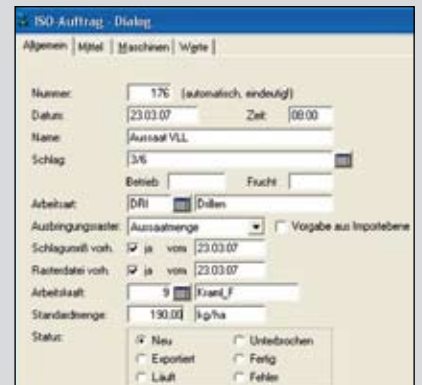 ISO-Auftrag - Dialog
Allgemein Mittel Maschinen Werte
Nummer: 176 (automatisch, eindeutig!)
Datum: 23.03.07 Zeit: 08:00
Name: Aussaat VLL
Schlag: 3/6
Betrieb: Frucht:
Arbeitsart: DRI Drillen
Ausbringungsraster: Aussaatmenge Vorgabe aus Importebene
Schlagumriß vorh. ja vom 23.03.07
Rasterdatei vorh. ja vom 23.03.07
Arbeitskraft: 9 Kraml_F
Standardmenge: 190.00 kg/ha
Status: Neu Unterbrochen
Exportiert Fertig
Läuft Fehler